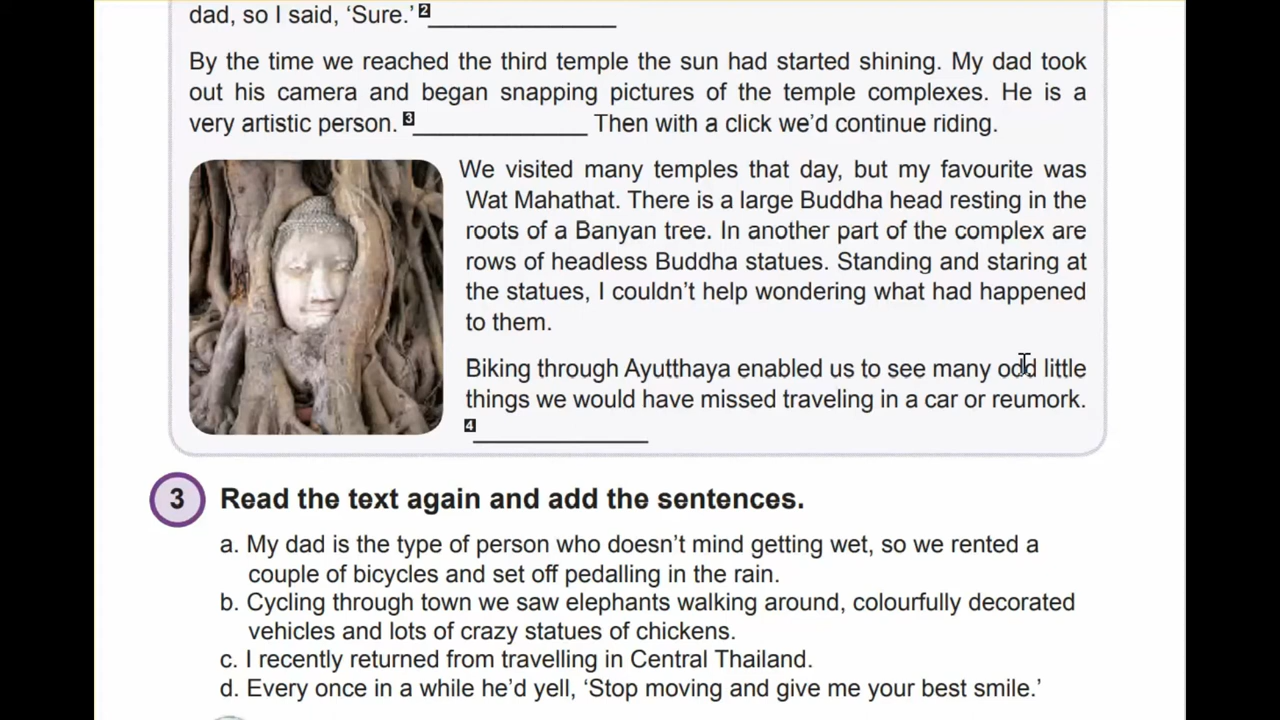 dad, so I said, ‘Sure.’ 2 _______________
By the time we reached the third temple the sun had started shining. My dad took
out his camera and began snapping pictures of the temple complexes. He is a
very artistic person. 3 ______________ Then with a click we’d continue riding.
We visited many temples that day, but my favourite was
Wat Mahathat. There is a large Buddha head resting in the
roots of a Banyan tree. In another part of the complex are
rows of headless Buddha statues. Standing and staring at
the statues, I couldn’t help wondering what had happened
to them.
Biking through Ayutthaya enabled us to see many odd little
things we would have missed traveling in a car or reumork.
4 ______________
3 Read the text again and add the sentences.
a. My dad is the type of person who doesn’t mind getting wet, so we rented a
couple of bicycles and set off pedalling in the rain.
b. Cycling through town we saw elephants walking around, colourfully decorated
vehicles and lots of crazy statues of chickens.
c. I recently returned from travelling in Central Thailand.
d. Every once in a while he’d yell, ‘Stop moving and give me your best smile.’